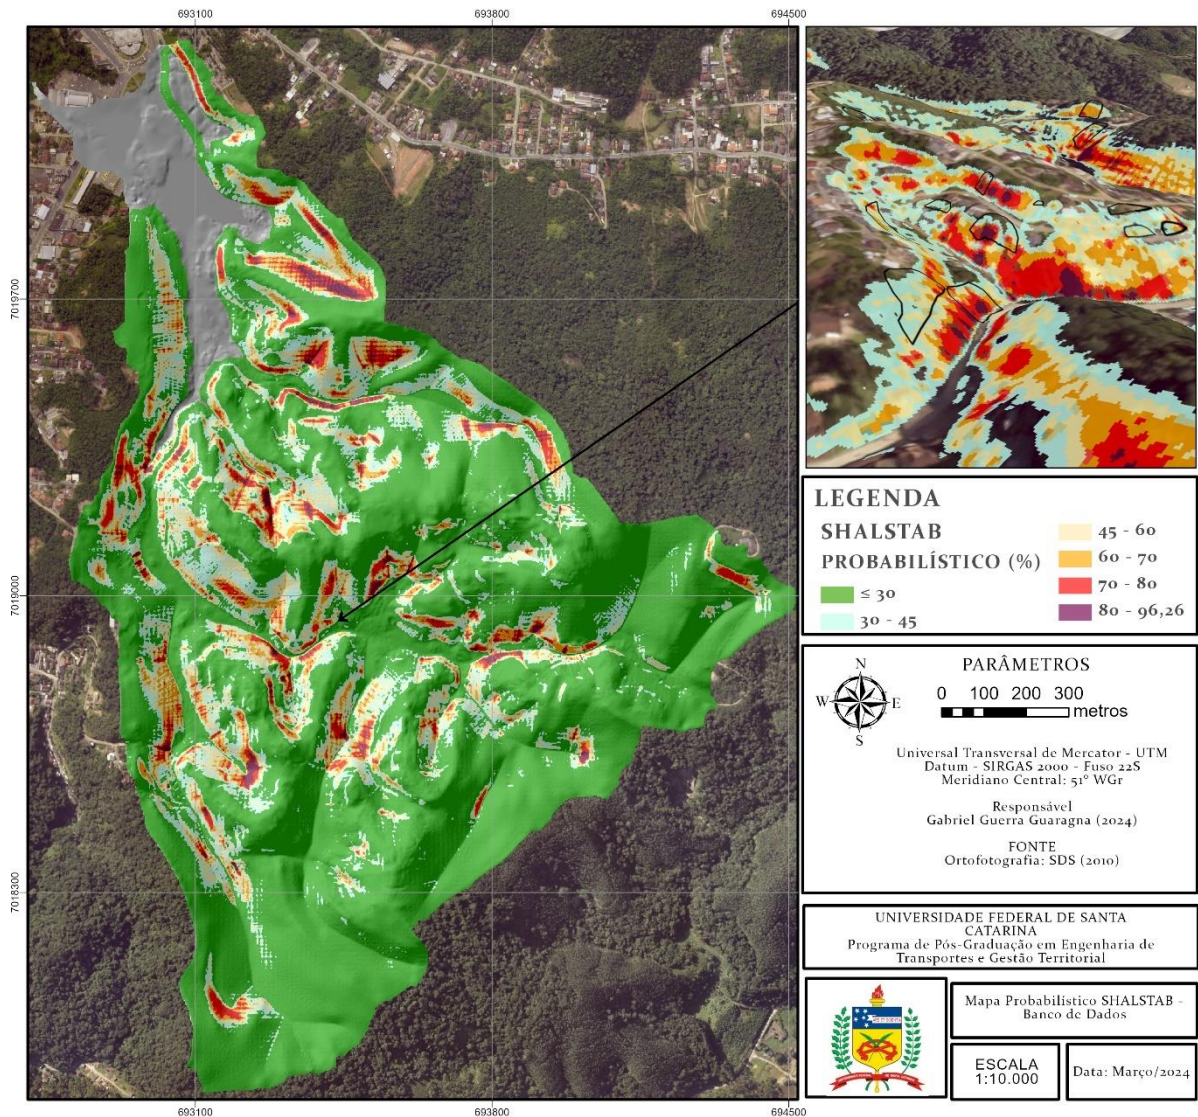 693100
693800
694500
7019700
7019000
7018300
693100
693800
694500
LEGENDA
SHALSTAB
PROBABILÍSTICO (%)
≤ 30
30 - 45
45 - 60
60 - 70
70 - 80
80 - 96,26
N
W
E
S
PARÂMETROS
0 100 200 300
metros
Universal Transversal de Mercator - UTM
Datum - SIRGAS 2000 - Fuso 22S
Meridiano Central: 51° WGr
Responsável
Gabriel Guerra Guaragna (2024)
FONTE
Ortofotografia: SDS (2010)
UNIVERSIDADE FEDERAL DE SANTA
CATARINA
Programa de Pós-Graduação em Engenharia de
Transportes e Gestão Territorial
Mapa Probabilístico SHALSTAB -
Banco de Dados
ESCALA
1:10.000
Data: Março/2024